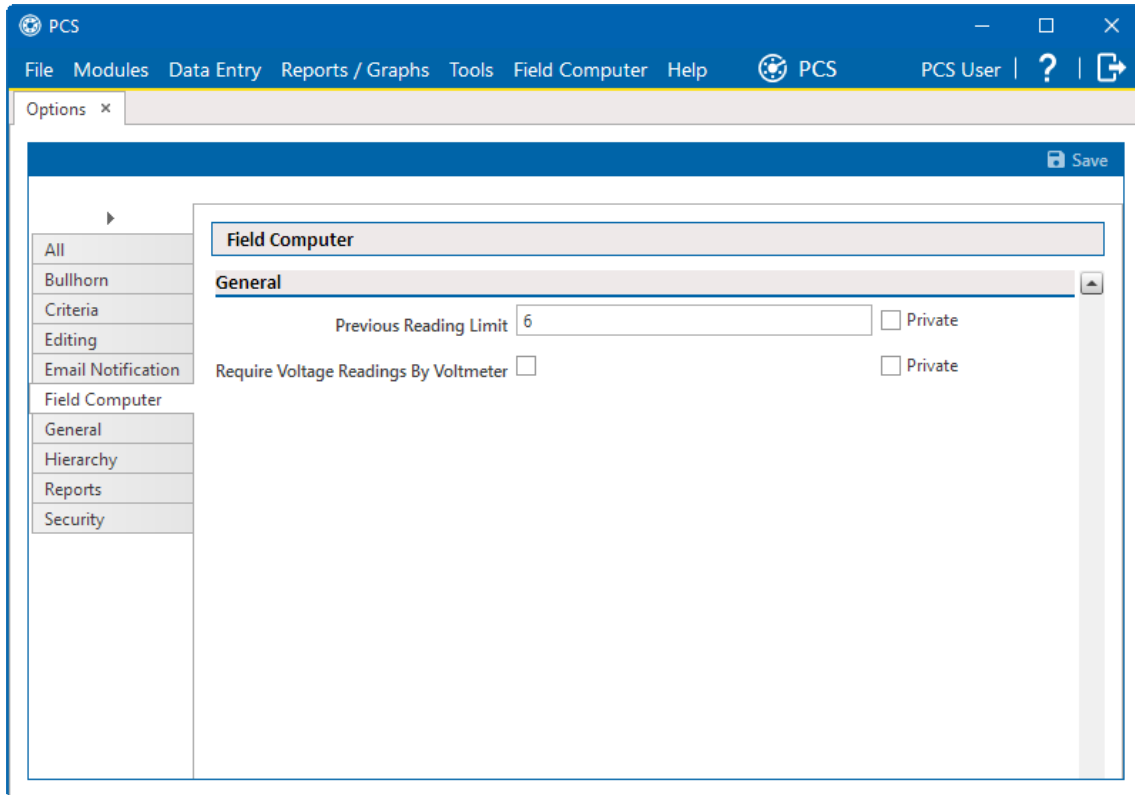 PCS
File Modules Data Entry Reports / Graphs Tools Field Computer Help PCS PCS User | ? |
Options ×
Save
All
Bullhorn
Criteria
Editing
Email Notification
Field Computer
General
Hierarchy
Reports
Security
Field Computer
General
Previous Reading Limit 6 Private
Require Voltage Readings By Voltmeter Private